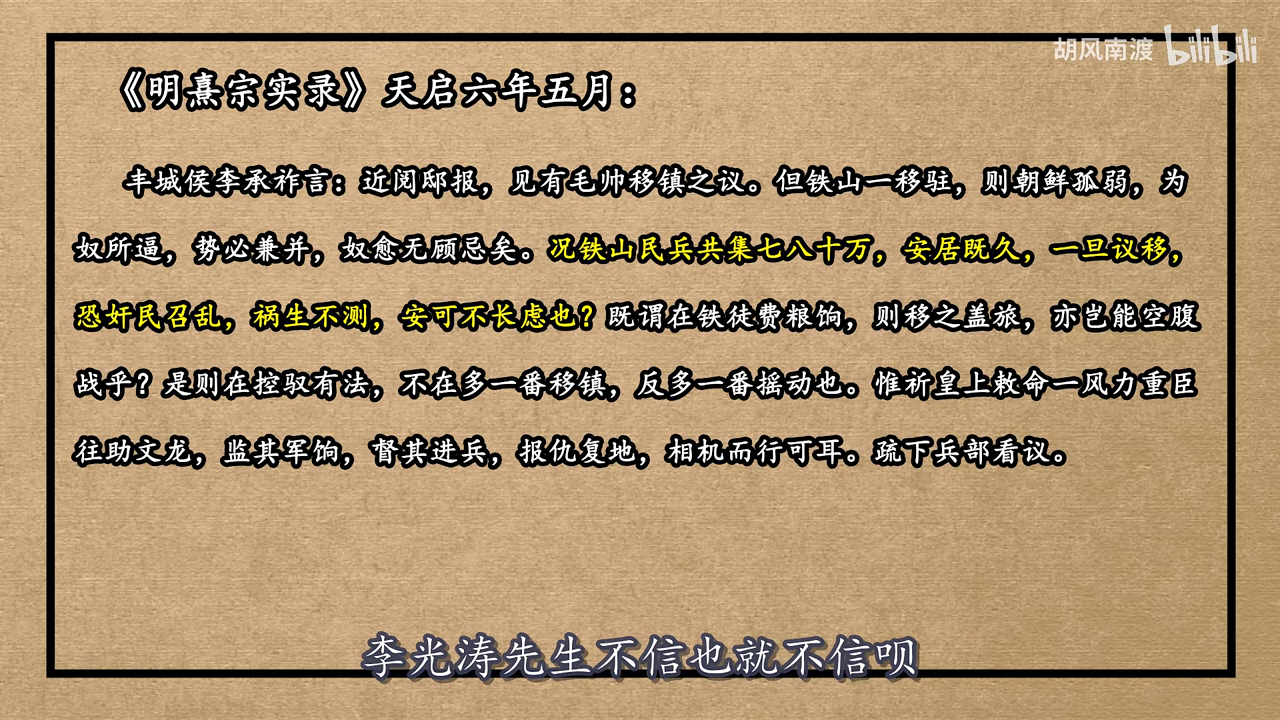 胡风南渡 bilibili
《明熹宗实录》天启六年五月：
丰城侯李承祚言：近阅邸报，见有毛帅移镇之议。但铁山一移驻，则朝鲜孤弱，为
奴所逼，势必兼并，奴愈无顾忌矣。况铁山民兵共集七八十万，安居既久，一旦议移，
恐奸民召乱，祸生不测，安可不长虑也？既谓在铁徒费粮饷，则移之盖旅，亦岂能空腹
战乎？是则在控驭有法，不在多一番移镇，反多一番摇动也。惟祈皇上敕命一风力重臣
往助文龙，监其军饷，督其进兵，报仇复地，相机而行可耳。疏下兵部看议。
李光涛先生不信也就不信呗